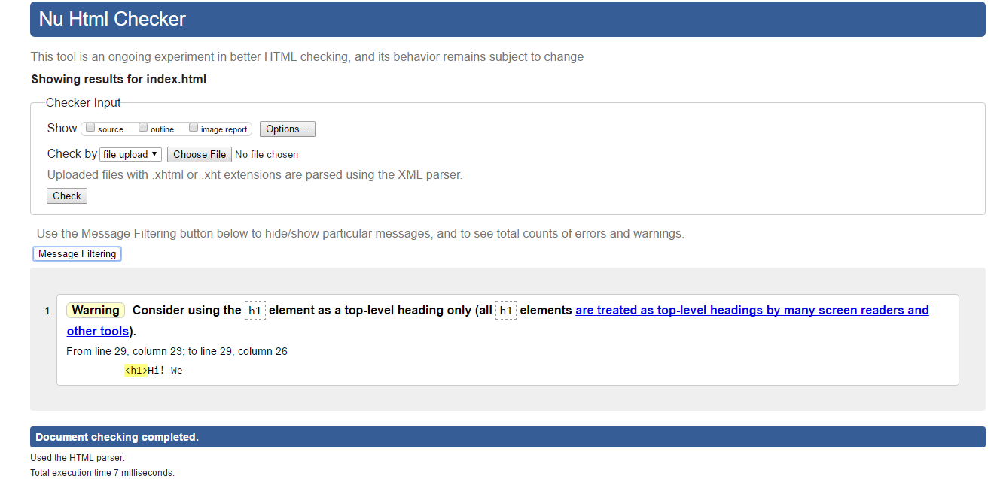 Nu Html Checker
This tool is an ongoing experiment in better HTML checking, and its behavior remains subject to change
Showing results for index.html
Checker Input
Show source outline image report Options...
Check by file upload ▼ Choose File No file chosen
Uploaded files with .xhtml or .xht extensions are parsed using the XML parser.
Check
Use the Message Filtering button below to hide/show particular messages, and to see total counts of errors and warnings.
Message Filtering
1. Warning Consider using the h1 element as a top-level heading only (all h1 elements are treated as top-level headings by many screen readers and
other tools).
From line 29, column 23; to line 29, column 26
<h1>Hi! We
Document checking completed.
Used the HTML parser.
Total execution time 7 milliseconds.